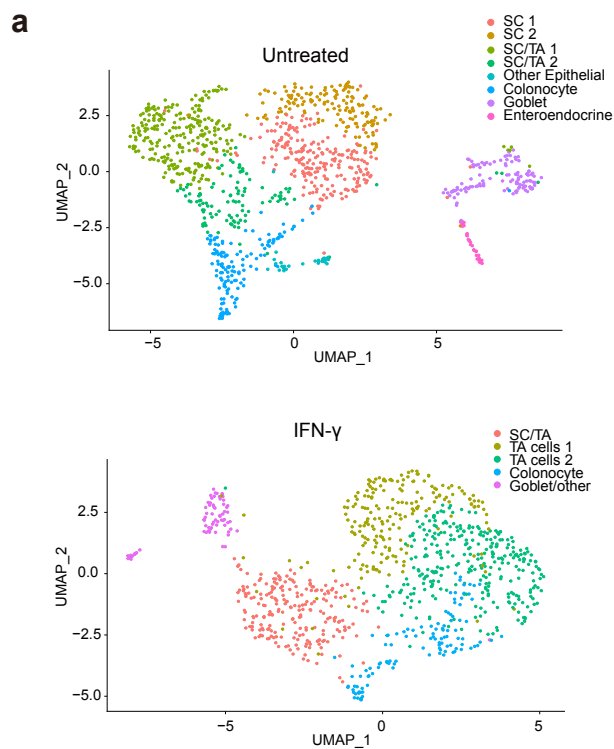 a
Untreated
SC 1
SC 2
SC/TA 1
SC/TA 2
Other Epithelial
Colonocyte
Goblet
Enteroendocrine
UMAP_2
2.5
0.0
−2.5
−5.0
−5
0
5
UMAP_1
IFN-γ
SC/TA
TA cells 1
TA cells 2
Colonocyte
Goblet/other
UMAP_2
2.5
0.0
−2.5
−5.0
−5
0
5
UMAP_1